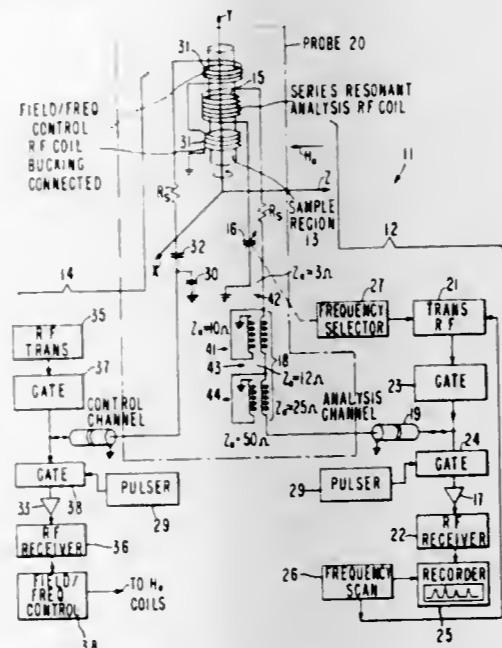 Y
PROBE 20
31
15
FIELD/FREQ
CONTROL
RF COIL
BUCKING
CONNECTED
SERIES RESONANT
ANALYSIS RF COIL
31
H₀
11
Z
RS
RS
SAMPLE
REGION
13
12
16
X
32
14
30
Z₀=3Ω
42
27
21
FREQUENCY
SELECTOR
TRANS
RF
35
RF
TRANS
Z₀=10Ω
41
18
43
Z₀=12Ω
44
Z₀=25Ω
Z₀=50Ω
37
GATE
CONTROL
CHANNEL
ANALYSIS
CHANNEL
19
23
GATE
24
GATE
GATE
38
PULSER
29
PULSER
29
33
17
RF
RECEIVER
36
RF
RECEIVER
22
FIELD/
FREQ
CONTROL
TO H₀
COILS
26
FREQUENCY
SCAN
RECORDER
25